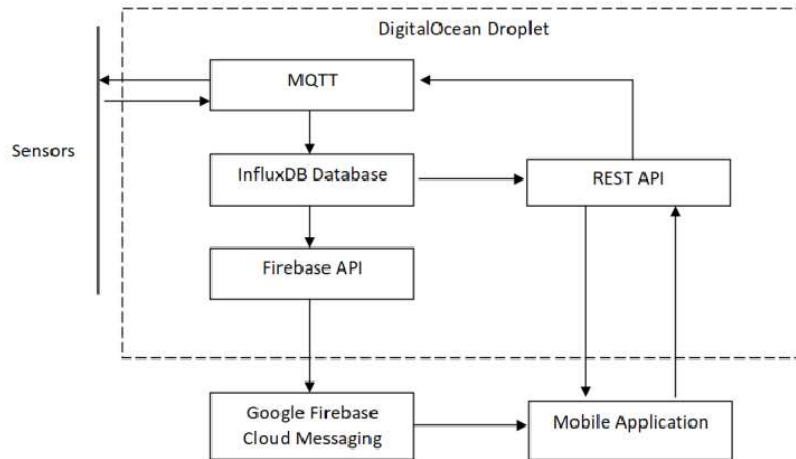 DigitalOcean Droplet
MQTT
Sensors
InfluxDB Database
REST API
Firebase API
Google Firebase
Cloud Messaging
Mobile Application